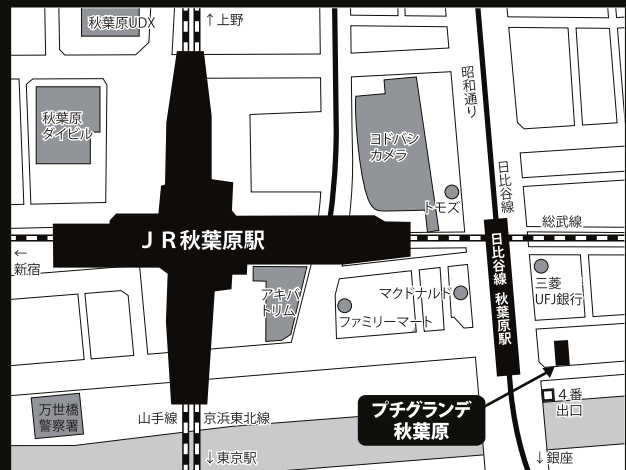 秋葉原UDX
↑上野
昭和通り
秋葉原
ダイビル
ヨドバシ
カメラ
日比谷線
トモズ
総武線
JR秋葉原駅
日比谷線 秋葉原駅
←
新宿
アキバ
トリム
マクドナルド
ファミリーマート
三菱
UFJ銀行
万世橋
警察署
山手線
京浜東北線
プチグランデ
秋葉原
4番
出口
↓東京駅
↓銀座